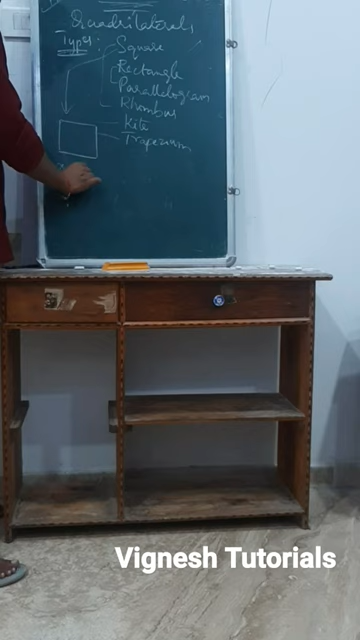 Quadrilaterals
Types:
Square
Rectangle
Parallelogram
Rhombus
Kite
Trapezium
Vignesh Tutorials